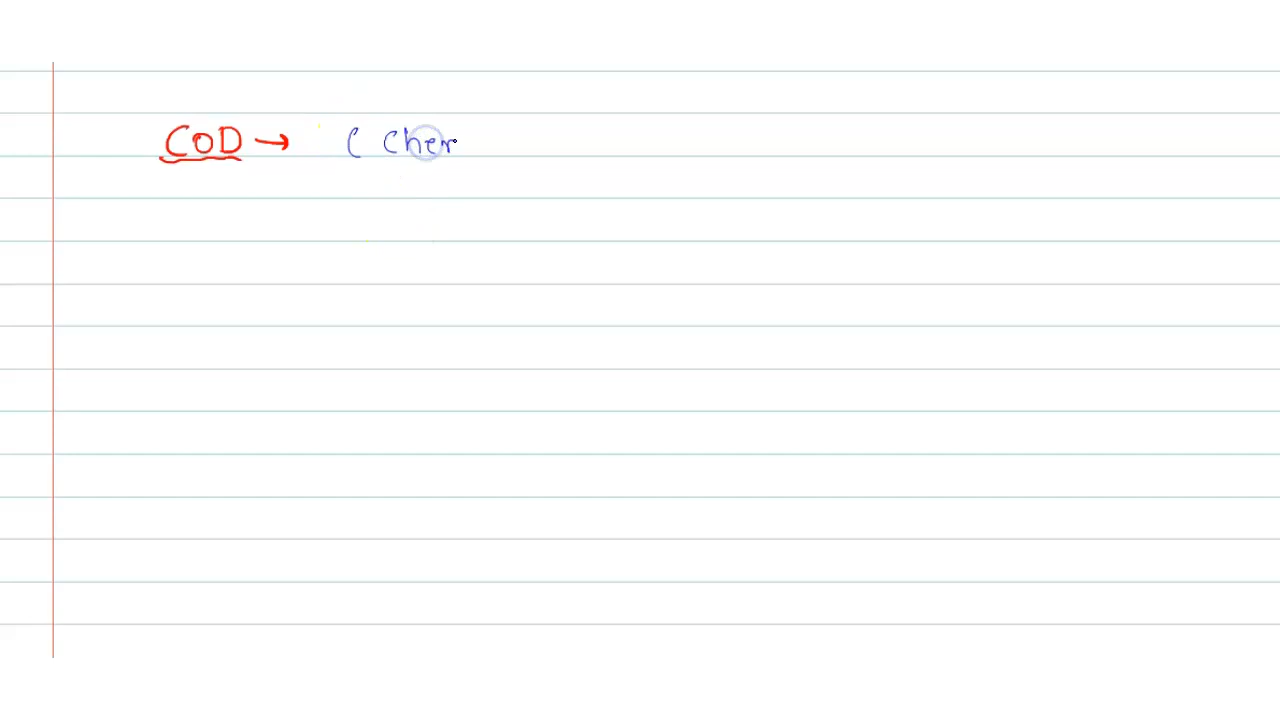 COD → ( Cher